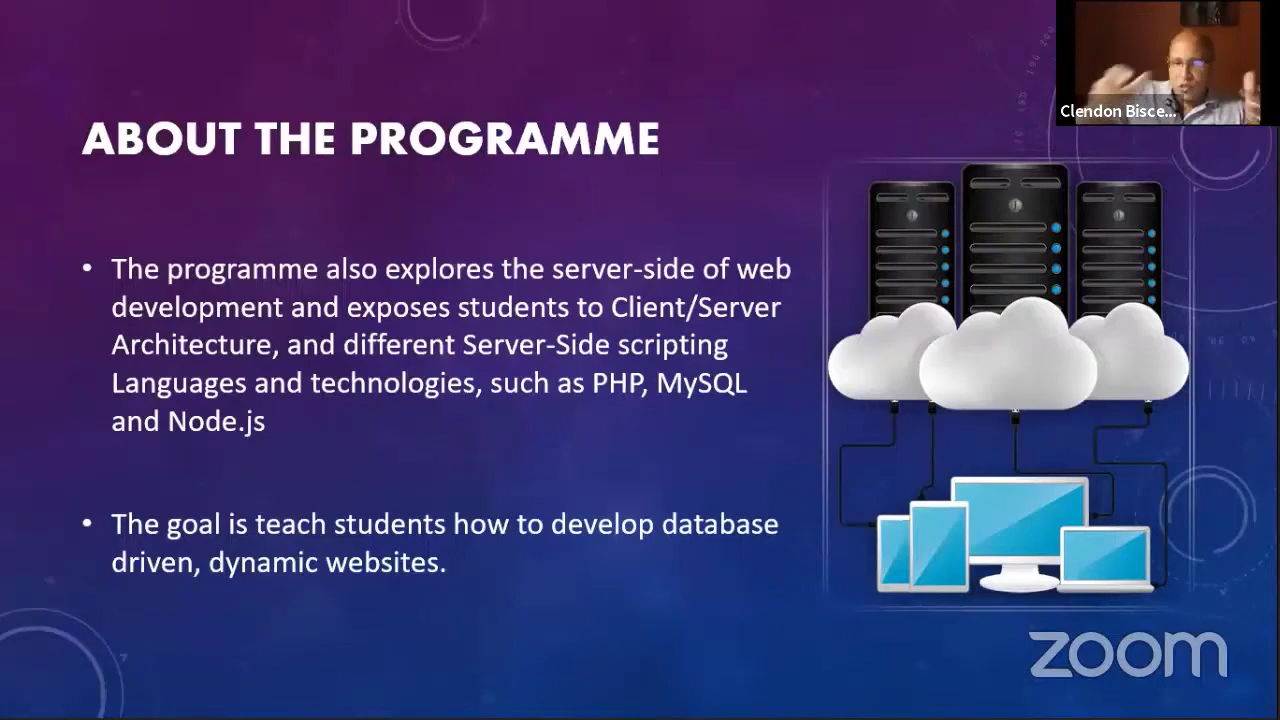 Clendon Bisce...
ABOUT THE PROGRAMME
• The programme also explores the server-side of web
development and exposes students to Client/Server
Architecture, and different Server-Side scripting
Languages and technologies, such as PHP, MySQL
and Node.js
• The goal is teach students how to develop database
driven, dynamic websites.
zoom